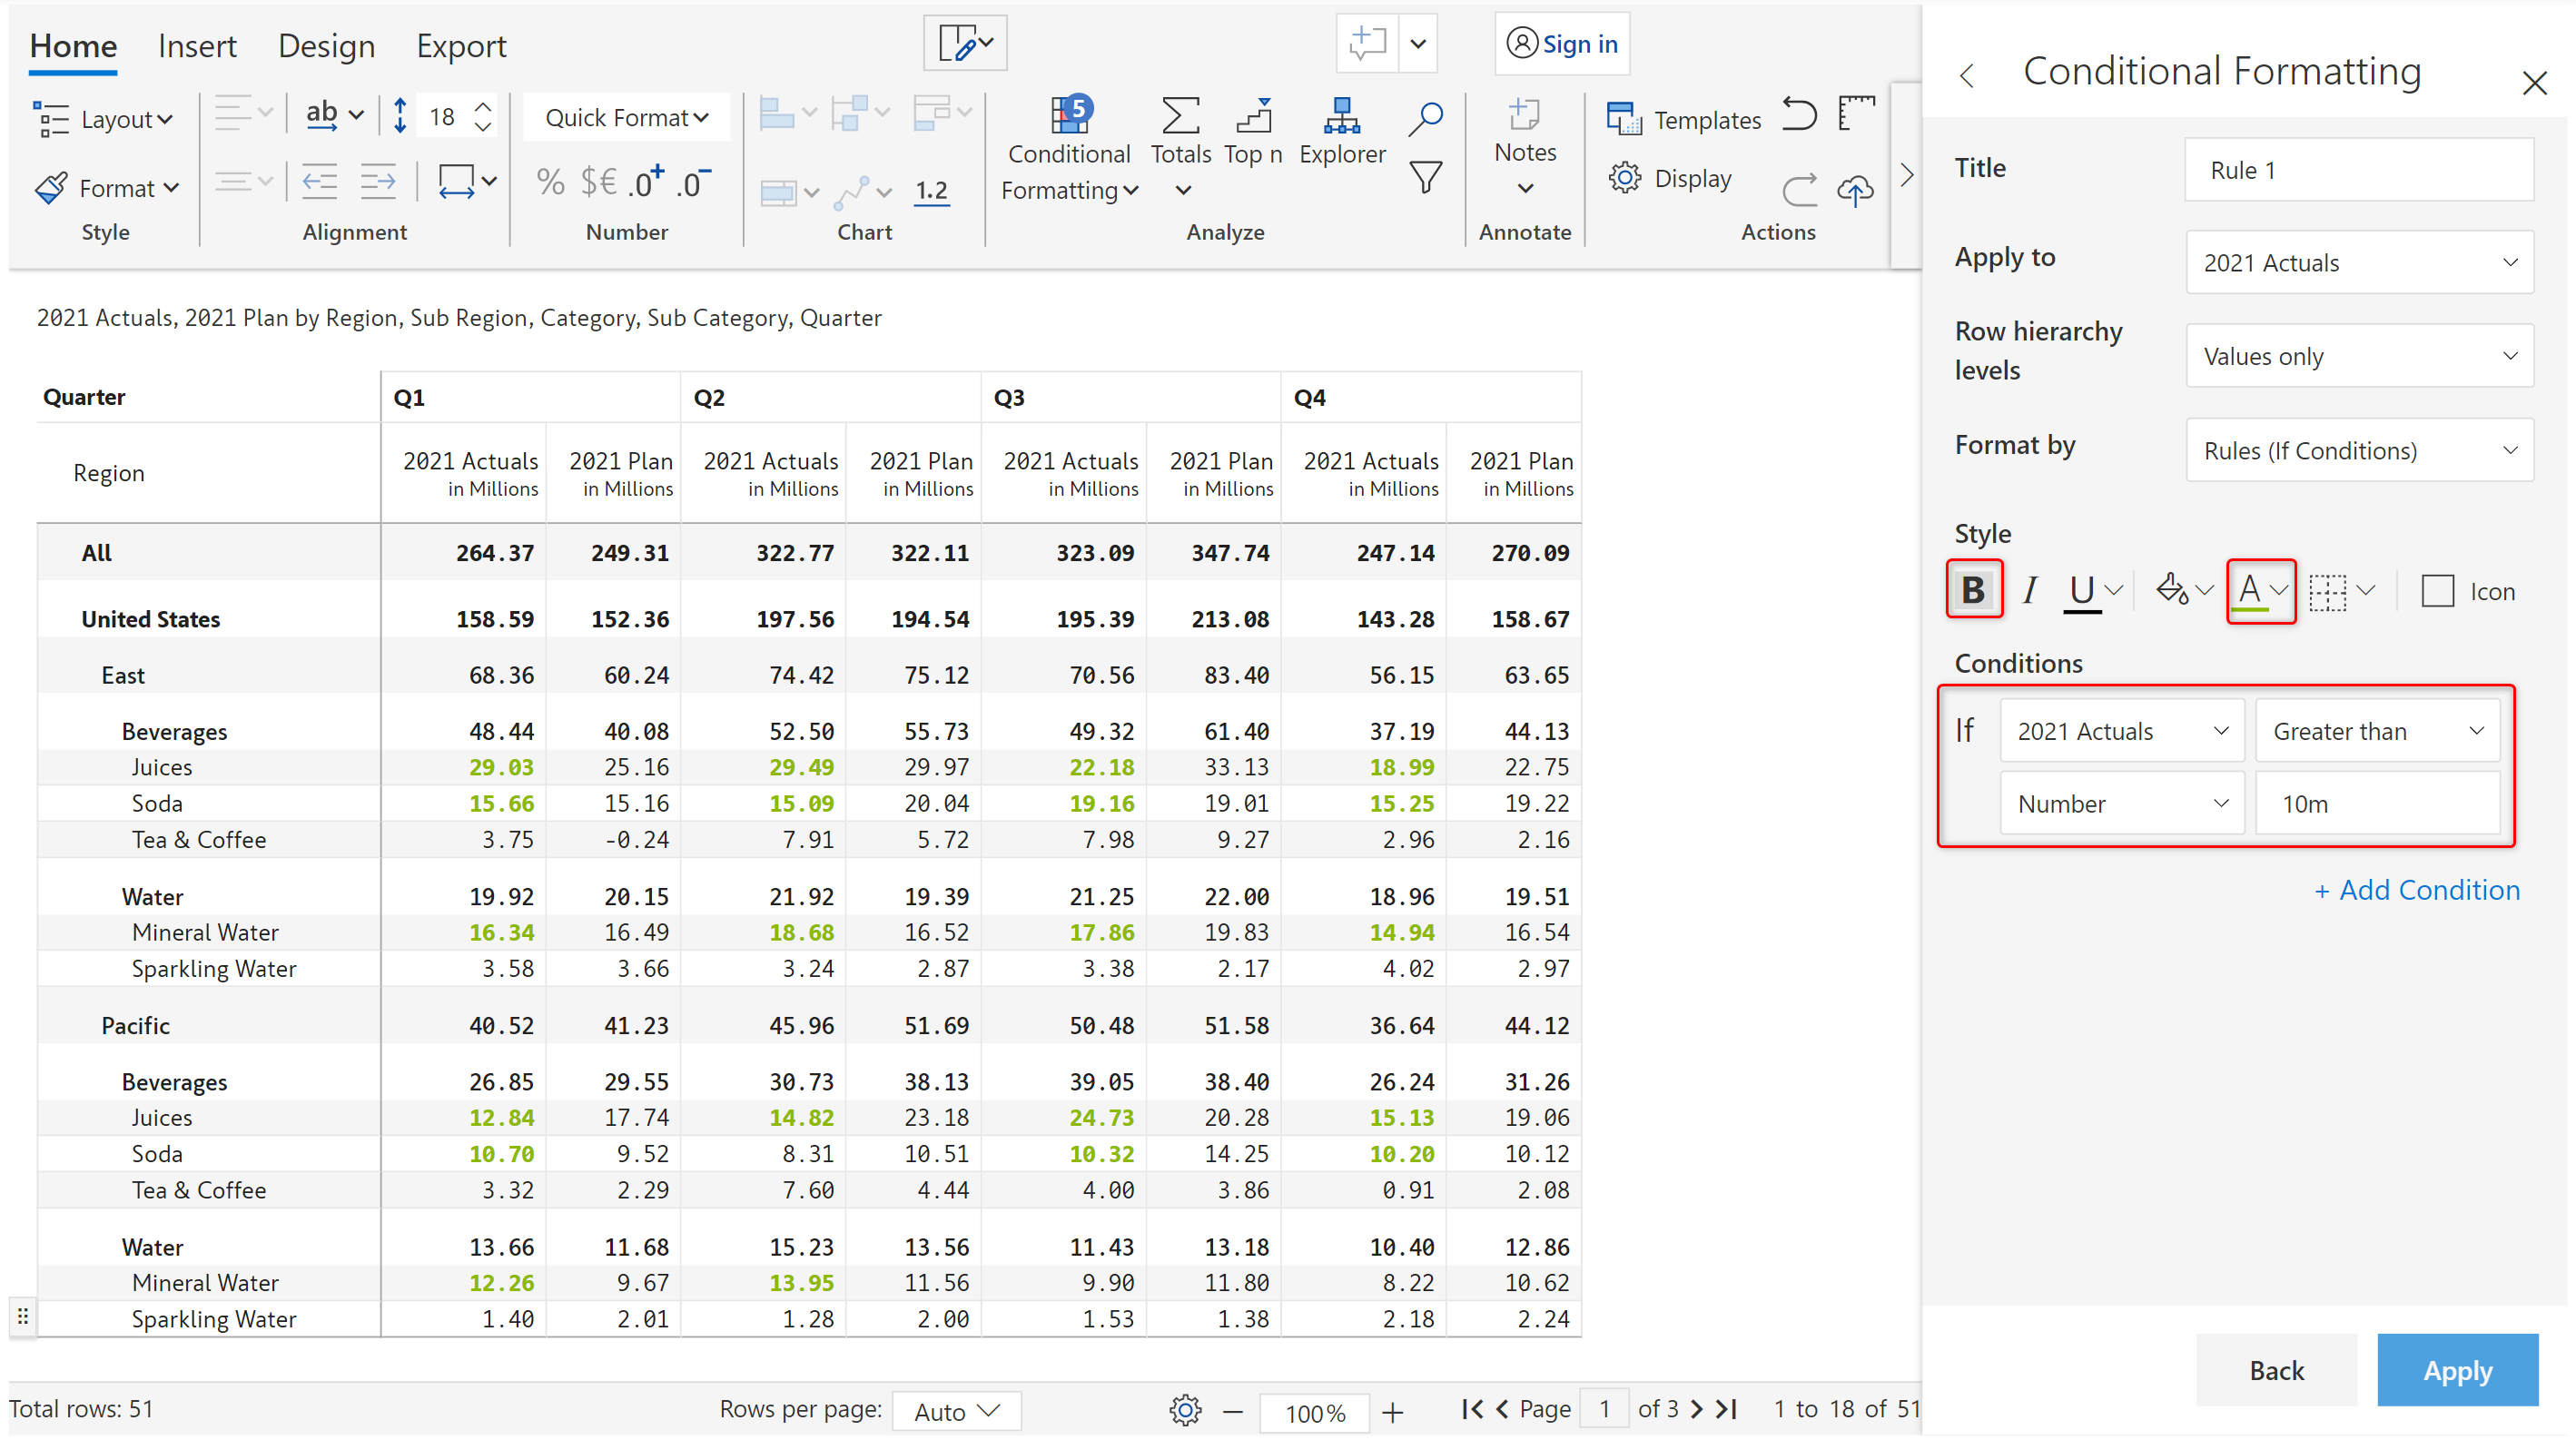 Home Insert Design Export
Sign in
Layout
ab
18
Quick Format
5
Conditional Formatting
Totals
Top n
Explorer
Notes
Templates
Format
% $€ .0+ .0-
1.2
Display
Style
Alignment
Number
Chart
Analyze
Annotate
Actions
2021 Actuals, 2021 Plan by Region, Sub Region, Category, Sub Category, Quarter
Quarter Q1 Q2 Q3 Q4
Region 2021 Actuals 2021 Plan 2021 Actuals 2021 Plan 2021 Actuals 2021 Plan 2021 Actuals 2021 Plan
in Millions in Millions in Millions in Millions in Millions in Millions in Millions in Millions
All 264.37 249.31 322.77 322.11 323.09 347.74 247.14 270.09
United States 158.59 152.36 197.56 194.54 195.39 213.08 143.28 158.67
East 68.36 60.24 74.42 75.12 70.56 83.40 56.15 63.65
Beverages 48.44 40.08 52.50 55.73 49.32 61.40 37.19 44.13
Juices 29.03 25.16 29.49 29.97 22.18 33.13 18.99 22.75
Soda 15.66 15.16 15.09 20.04 19.16 19.01 15.25 19.22
Tea & Coffee 3.75 -0.24 7.91 5.72 7.98 9.27 2.96 2.16
Water 19.92 20.15 21.92 19.39 21.25 22.00 18.96 19.51
Mineral Water 16.34 16.49 18.68 16.52 17.86 19.83 14.94 16.54
Sparkling Water 3.58 3.66 3.24 2.87 3.38 2.17 4.02 2.97
Pacific 40.52 41.23 45.96 51.69 50.48 51.58 36.64 44.12
Beverages 26.85 29.55 30.73 38.13 39.05 38.40 26.24 31.26
Juices 12.84 17.74 14.82 23.18 24.73 20.28 15.13 19.06
Soda 10.70 9.52 8.31 10.51 10.32 14.25 10.20 10.12
Tea & Coffee 3.32 2.29 7.60 4.44 4.00 3.86 0.91 2.08
Water 13.66 11.68 15.23 13.56 11.43 13.18 10.40 12.86
Mineral Water 12.26 9.67 13.95 11.56 9.90 11.80 8.22 10.62
Sparkling Water 1.40 2.01 1.28 2.00 1.53 1.38 2.18 2.24
Total rows: 51
Rows per page: Auto
100%
Page 1 of 3
1 to 18 of 51
Conditional Formatting
Title Rule 1
Apply to 2021 Actuals
Row hierarchy levels Values only
Format by Rules (If Conditions)
Style
B I U A Icon
Conditions
If 2021 Actuals Greater than
Number 10m
+ Add Condition
Back Apply